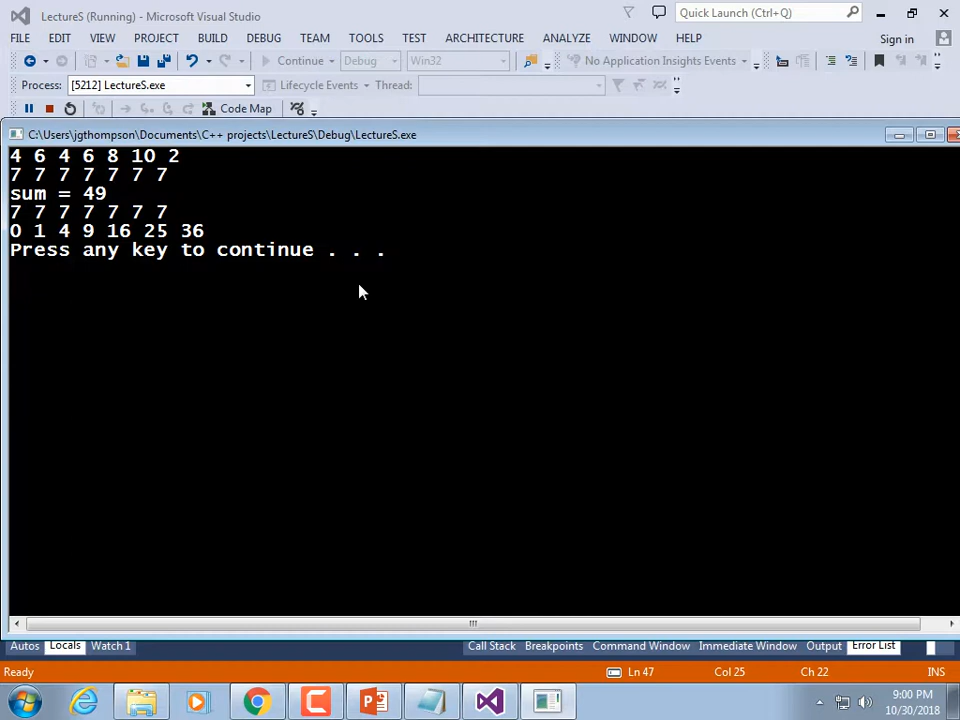 LectureS (Running) - Microsoft Visual Studio
Quick Launch (Ctrl+Q)
FILE EDIT VIEW PROJECT BUILD DEBUG TEAM TOOLS TEST ARCHITECTURE ANALYZE WINDOW HELP Sign in
Continue Debug Win32 No Application Insights Events
Process: [5212] LectureS.exe Lifecycle Events Thread:
Code Map
C:\Users\jgthompson\Documents\C++ projects\LectureS\Debug\LectureS.exe
4 6 4 6 8 10 2
7 7 7 7 7 7 7
sum = 49
7 7 7 7 7 7 7
0 1 4 9 16 25 36
Press any key to continue . . .
Autos Locals Watch 1 Call Stack Breakpoints Command Window Immediate Window Output Error List
Ready Ln 47 Col 25 Ch 22 INS
9:00 PM
10/30/2018